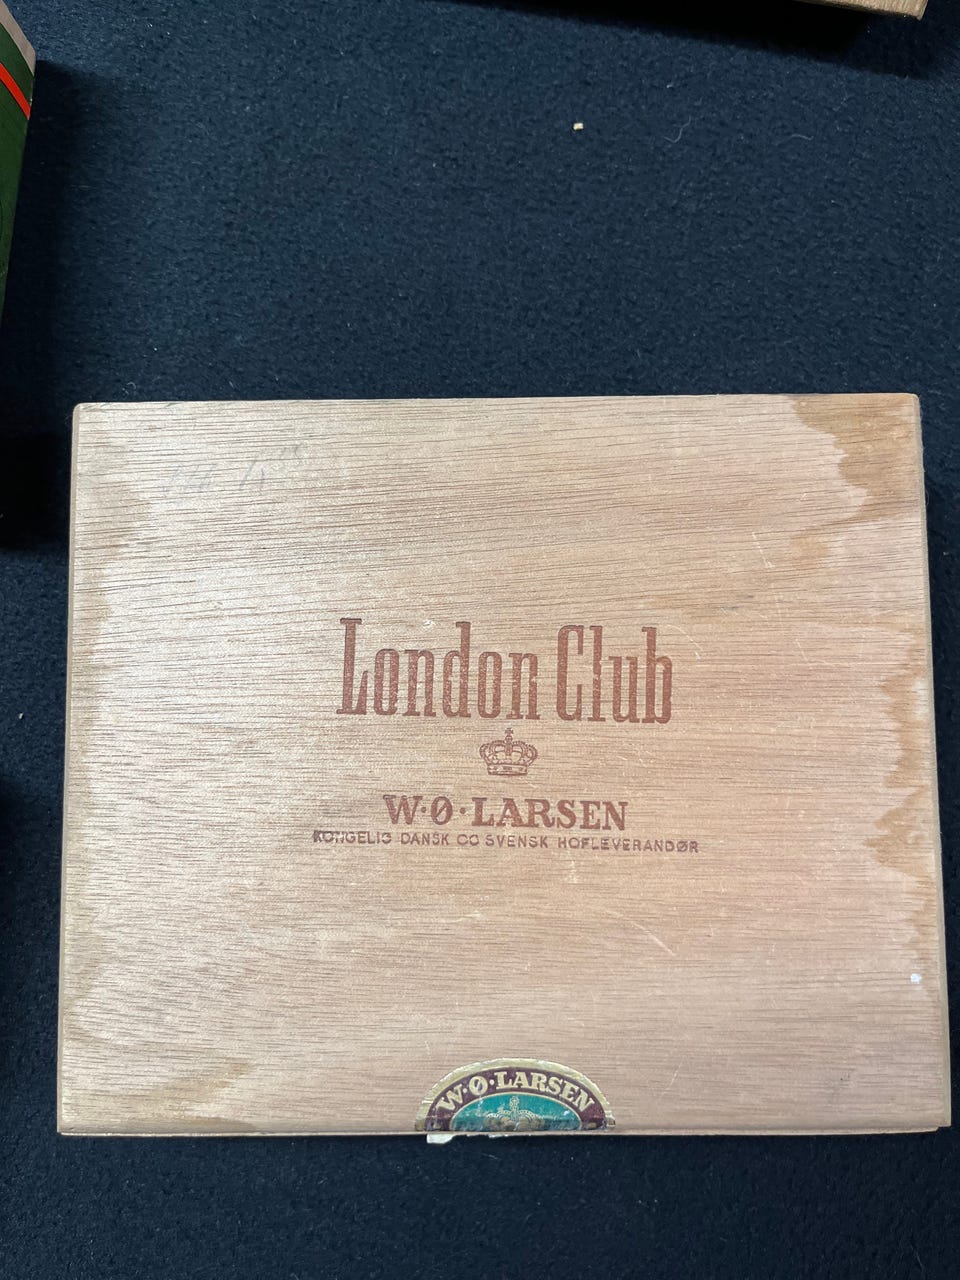 London Club
W·Ø·LARSEN
KONGELIG DANSK OG SVENSK HOFLEVERANDØR
W·Ø·LARSEN